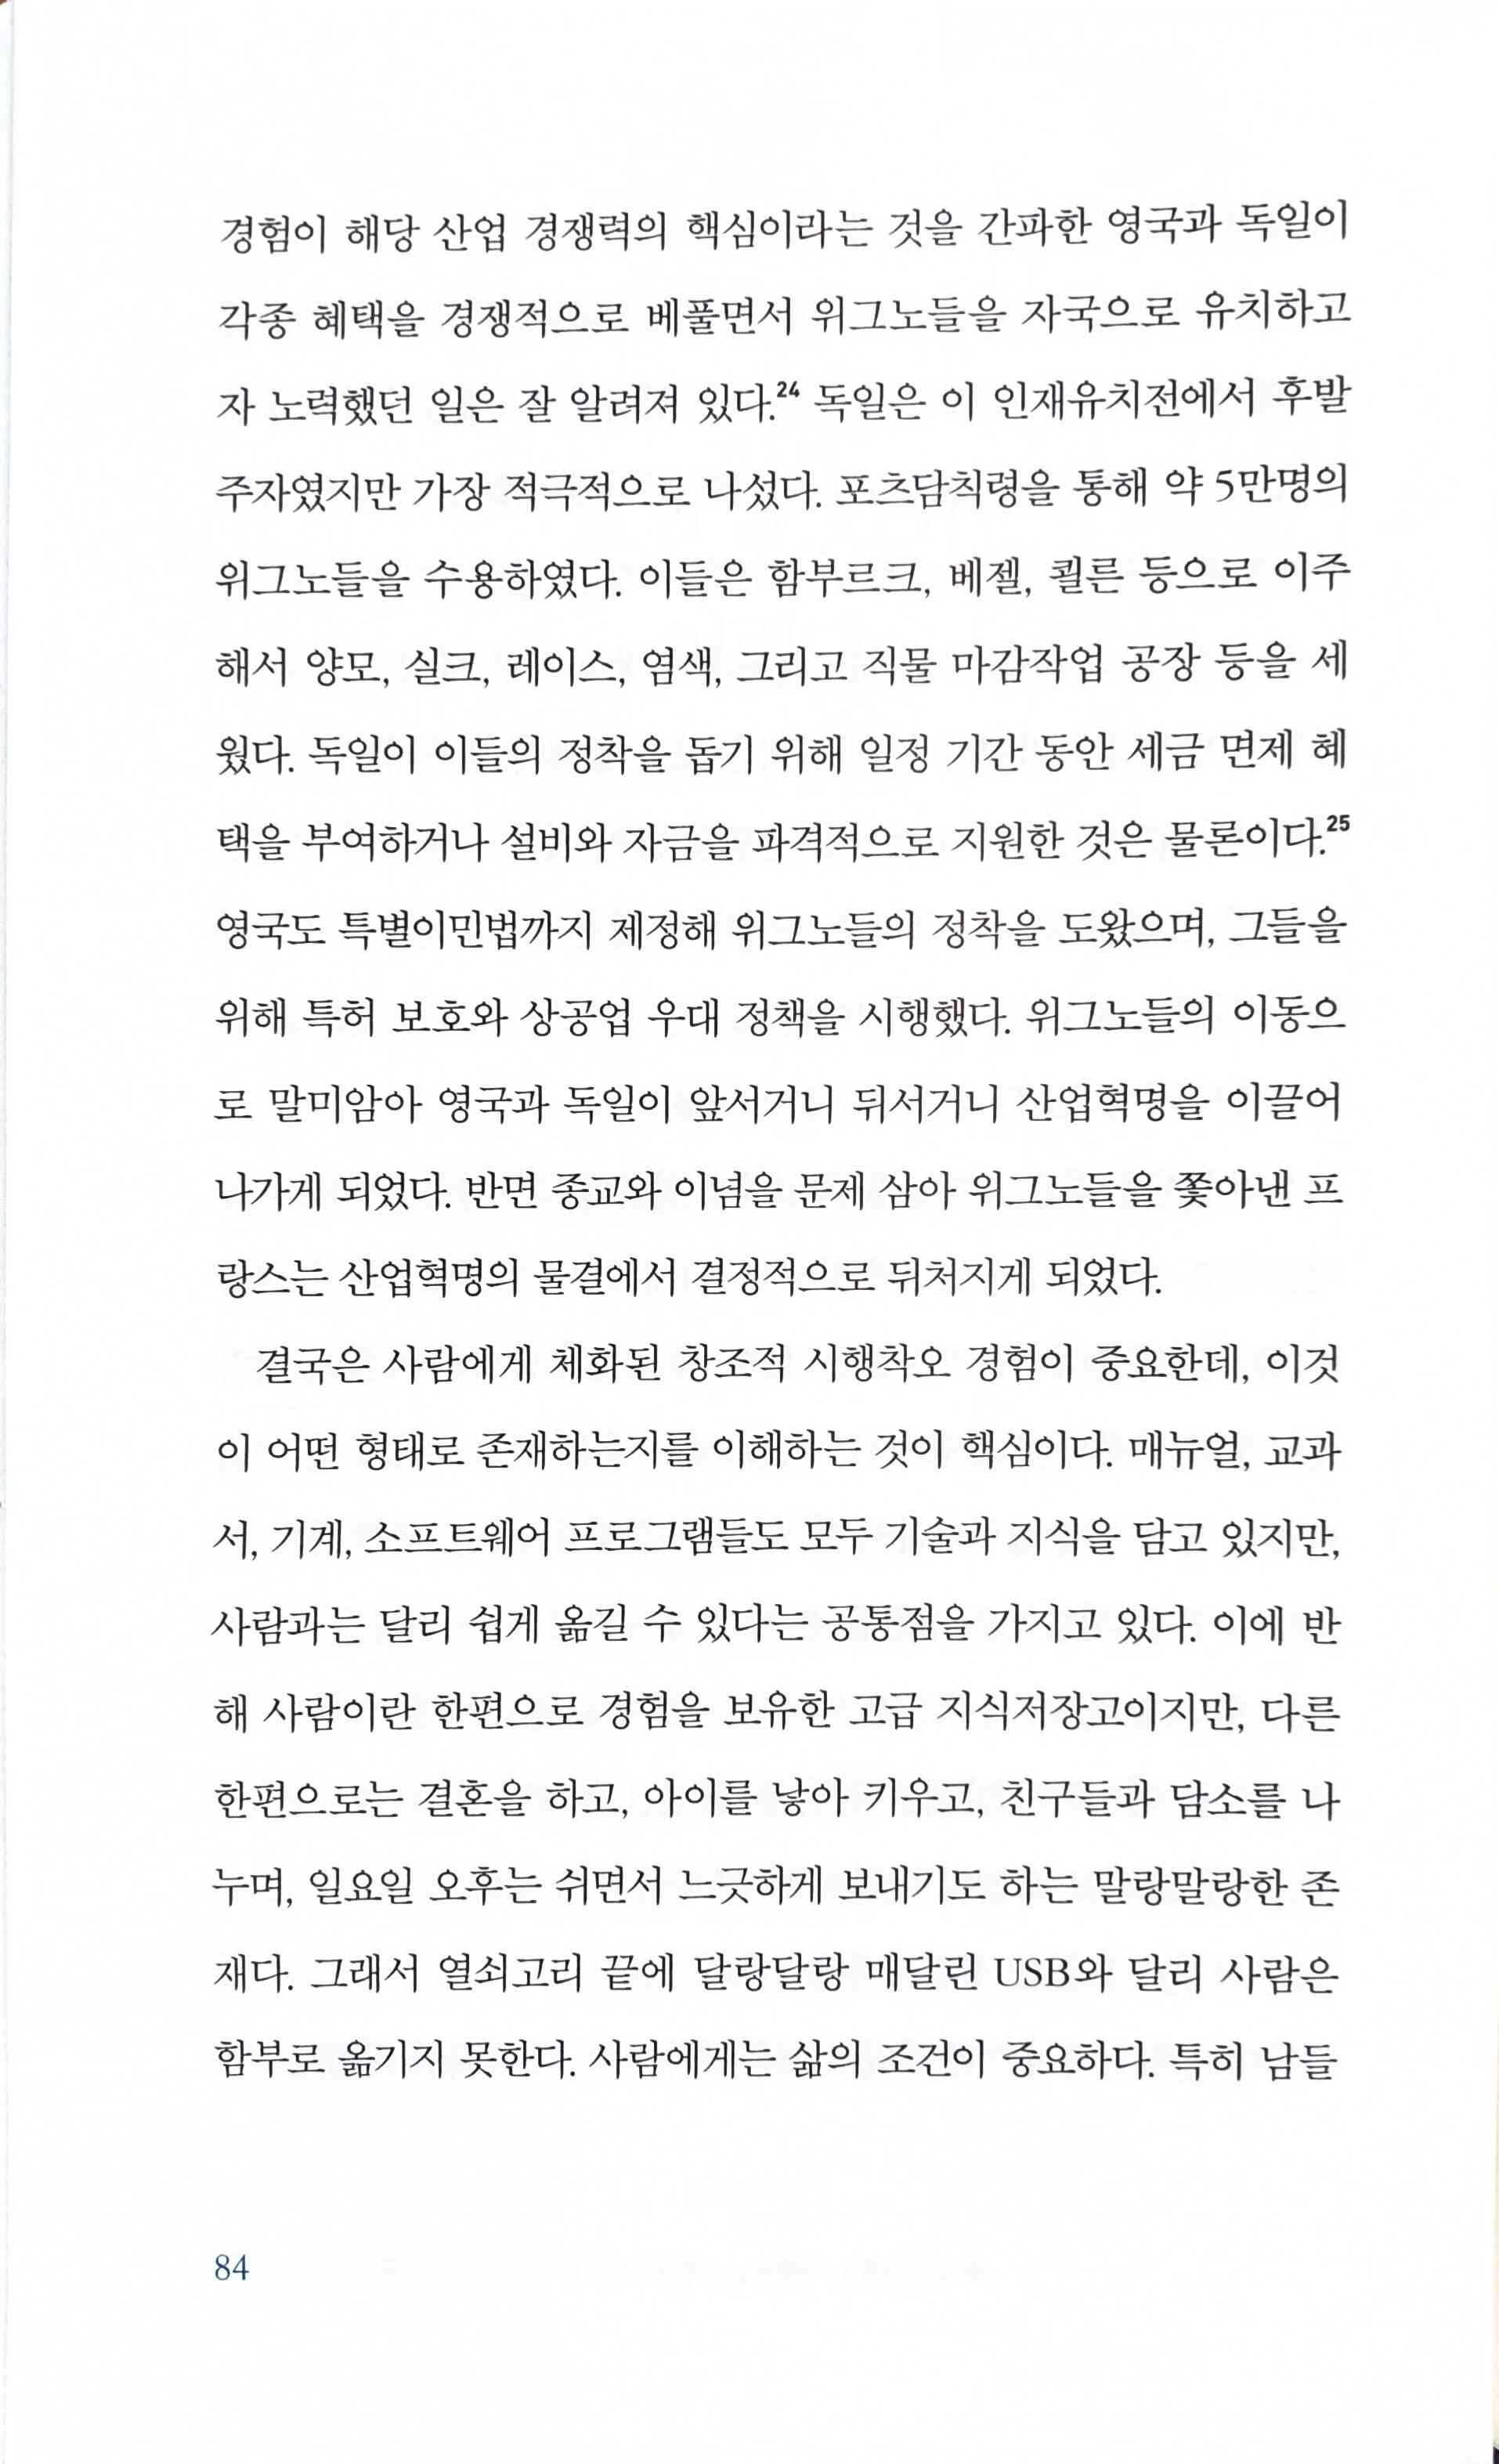 경험이 해당 산업 경쟁력의 핵심이라는 것을 간파한 영국과 독일이
각종 혜택을 경쟁적으로 베풀면서 위그노들을 자국으로 유치하고
자 노력했던 일은 잘 알려져 있다.24 독일은 이 인재유치전에서 후발
주자였지만 가장 적극적으로 나섰다. 포츠담칙령을 통해 약 5만명의
위그노들을 수용하였다. 이들은 함부르크, 베젤, 쾰른 등으로 이주
해서 양모, 실크, 레이스, 염색, 그리고 직물 마감작업 공장 등을 세
웠다. 독일이 이들의 정착을 돕기 위해 일정 기간 동안 세금 면제 혜
택을 부여하거나 설비와 자금을 파격적으로 지원한 것은 물론이다.25
영국도 특별이민법까지 제정해 위그노들의 정착을 도왔으며, 그들을
위해 특허 보호와 상공업 우대 정책을 시행했다. 위그노들의 이동으
로 말미암아 영국과 독일이 앞서거니 뒤서거니 산업혁명을 이끌어
나가게 되었다. 반면 종교와 이념을 문제 삼아 위그노들을 쫓아낸 프
랑스는 산업혁명의 물결에서 결정적으로 뒤처지게 되었다.
결국은 사람에게 체화된 창조적 시행착오 경험이 중요한데, 이것
이 어떤 형태로 존재하는지를 이해하는 것이 핵심이다. 매뉴얼, 교과
서, 기계, 소프트웨어 프로그램들도 모두 기술과 지식을 담고 있지만,
사람과는 달리 쉽게 옮길 수 있다는 공통점을 가지고 있다. 이에 반
해 사람이란 한편으로 경험을 보유한 고급 지식저장고이지만, 다른
한편으로는 결혼을 하고, 아이를 낳아 키우고, 친구들과 담소를 나
누며, 일요일 오후는 쉬면서 느긋하게 보내기도 하는 말랑말랑한 존
재다. 그래서 열쇠고리 끝에 달랑달랑 매달린 USB와 달리 사람은
함부로 옮기지 못한다. 사람에게는 삶의 조건이 중요하다. 특히 남들
84